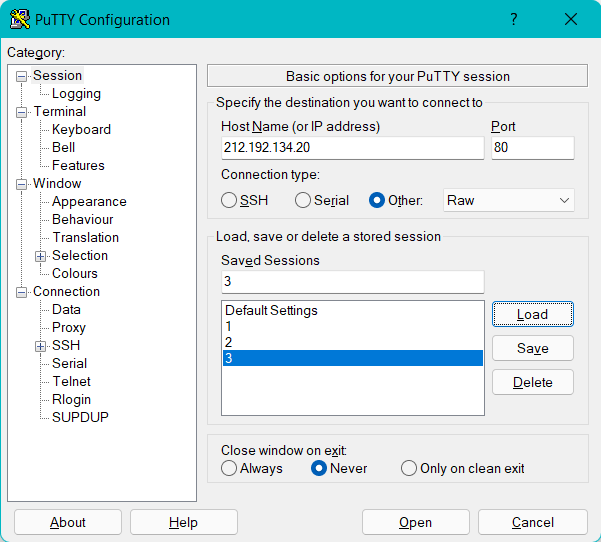 PuTTY Configuration
?
Category:
Session
Logging
Terminal
Keyboard
Bell
Features
Window
Appearance
Behaviour
Translation
Selection
Colours
Connection
Data
Proxy
SSH
Serial
Telnet
Rlogin
SUPDUP
Basic options for your PuTTY session
Specify the destination you want to connect to
Host Name (or IP address) Port
212.192.134.20 80
Connection type:
SSH Serial Other: Raw
Load, save or delete a stored session
Saved Sessions
3
Default Settings
1
2
3
Load
Save
Delete
Close window on exit:
Always Never Only on clean exit
About Help Open Cancel